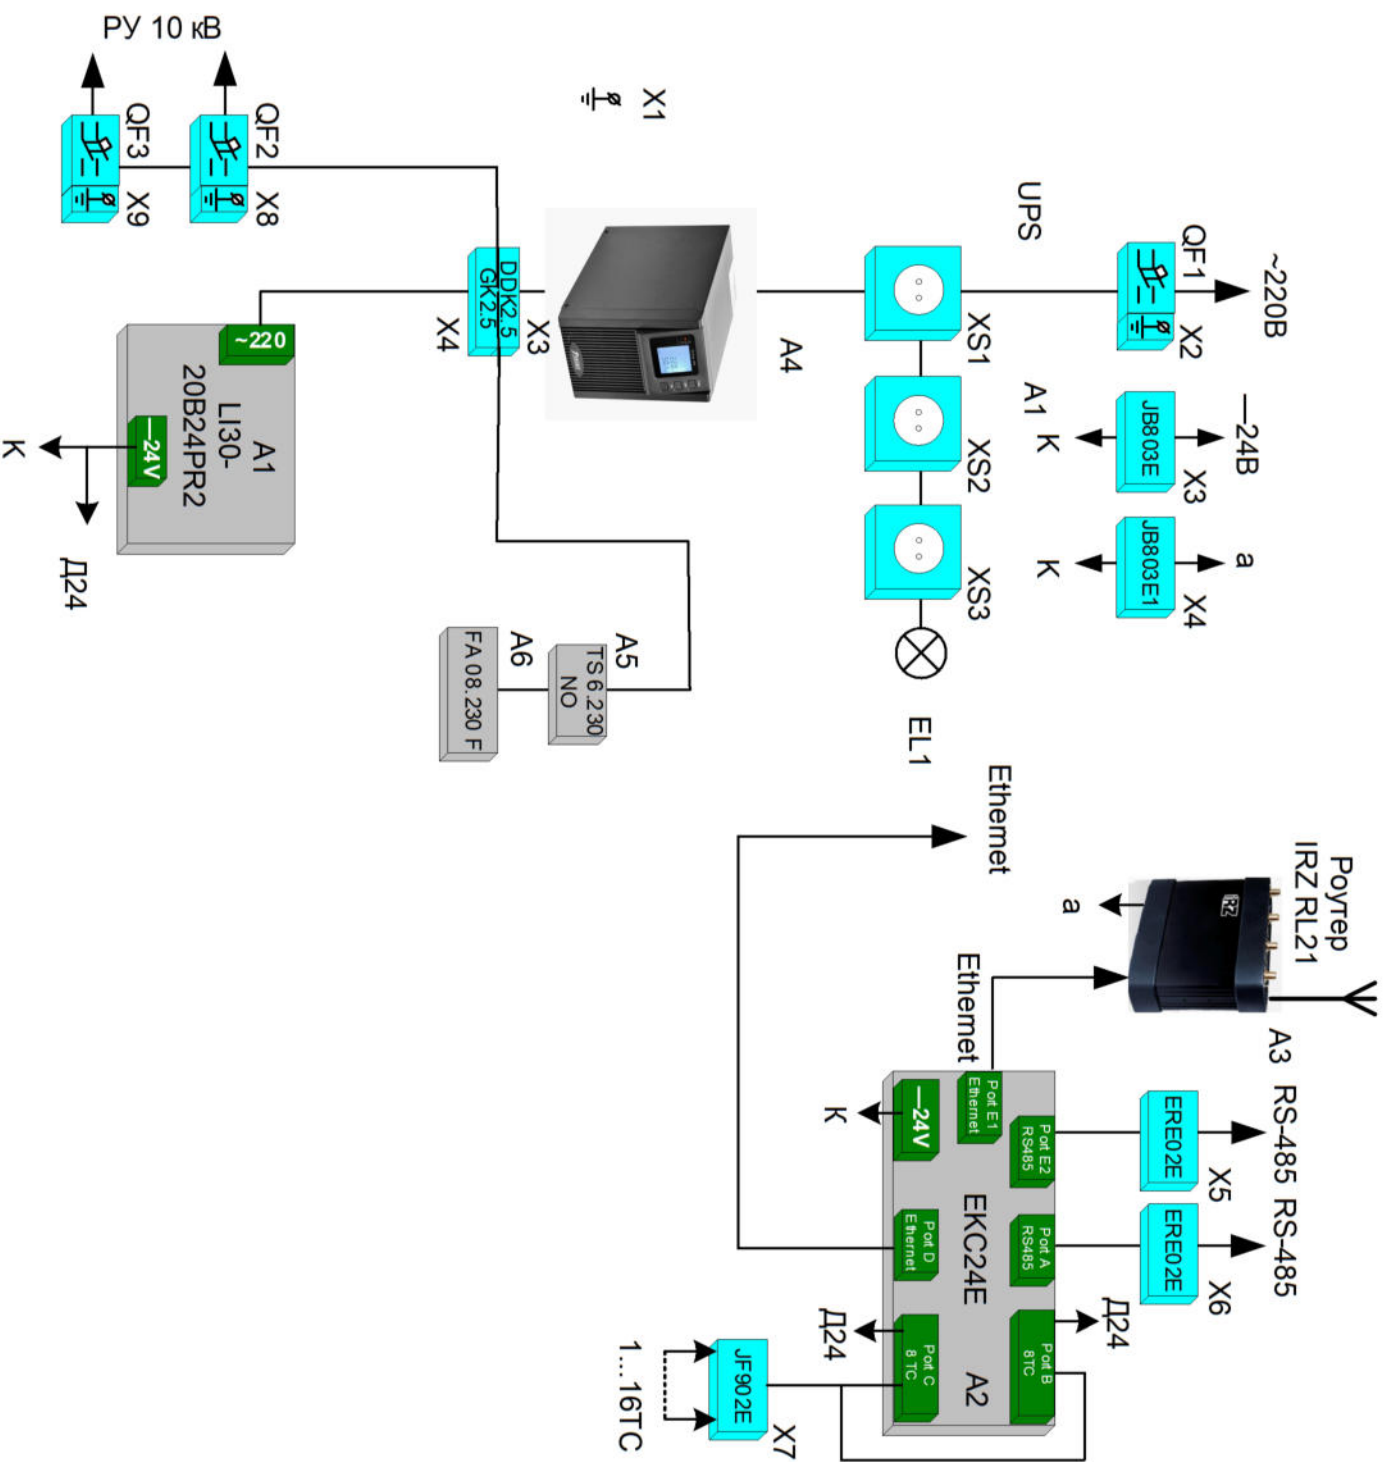 ~220В
QF1
X2
UPS
—24В
JB803E
X3
A1
К
а
JB803E1
X4
К
XS1
XS2
XS3
EL1
A4
X1
РУ 10 кВ
QF2
X8
QF3
X9
DDK2.5
GK2.5
X3
X4
~220
A1
LI30-
20B24PR2
—24V
К
Д24
A5
TS 6.230
NO
A6
FA 08.230 F
Роутер
IRZ RL21
IRZ
A3
а
Ethernet
Ethernet
RS-485
RS-485
ERE02E
X5
ERE02E
X6
Port E1
Ethernet
Port E2
RS485
Port A
RS485
Port B
8TC
—24V
К
Port D
Ethernet
Port C
8 TC
EKC24E
A2
Д24
Д24
JF902E
X7
1...16ТС